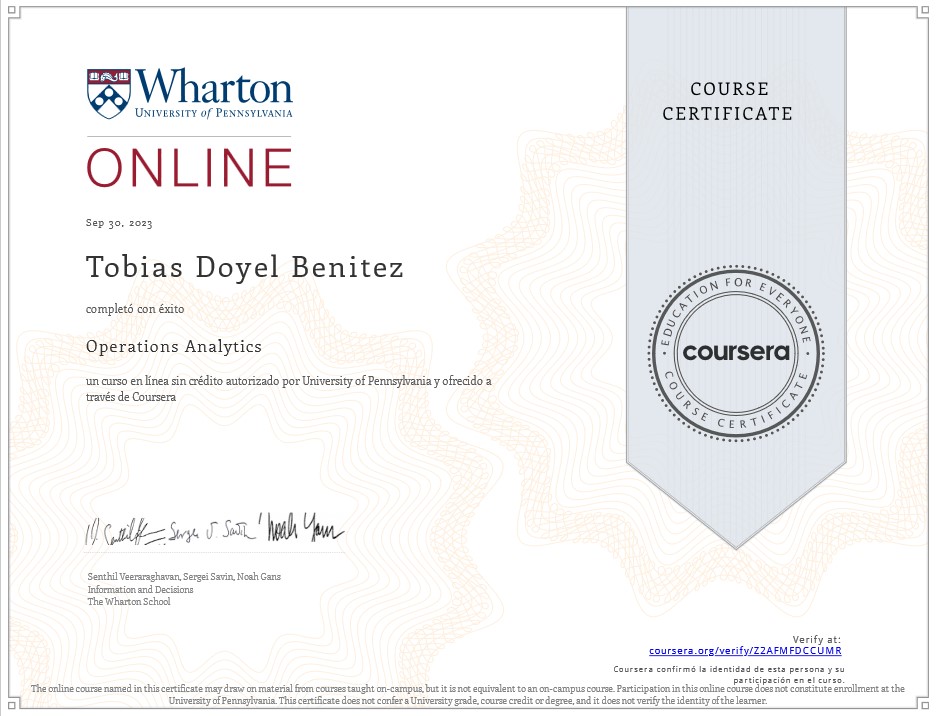 Wharton
UNIVERSITY of PENNSYLVANIA
ONLINE
Sep 30, 2023
Tobias Doyel Benitez
completó con éxito
Operations Analytics
un curso en línea sin crédito autorizado por University of Pennsylvania y ofrecido a
través de Coursera
Senthil Veeraraghavan, Sergei Savin, Noah Gans
Information and Decisions
The Wharton School
COURSE
CERTIFICATE
EDUCATION FOR EVERYONE
coursera
COURSE CERTIFICATE
Verify at:
coursera.org/verify/Z2AFMFDCCUMR
Coursera confirmó la identidad de esta persona y su
participación en el curso.
The online course named in this certificate may draw on material from courses taught on-campus, but it is not equivalent to an on-campus course. Participation in this online course does not constitute enrollment at the
University of Pennsylvania. This certificate does not confer a University grade, course credit or degree, and it does not verify the identity of the learner.